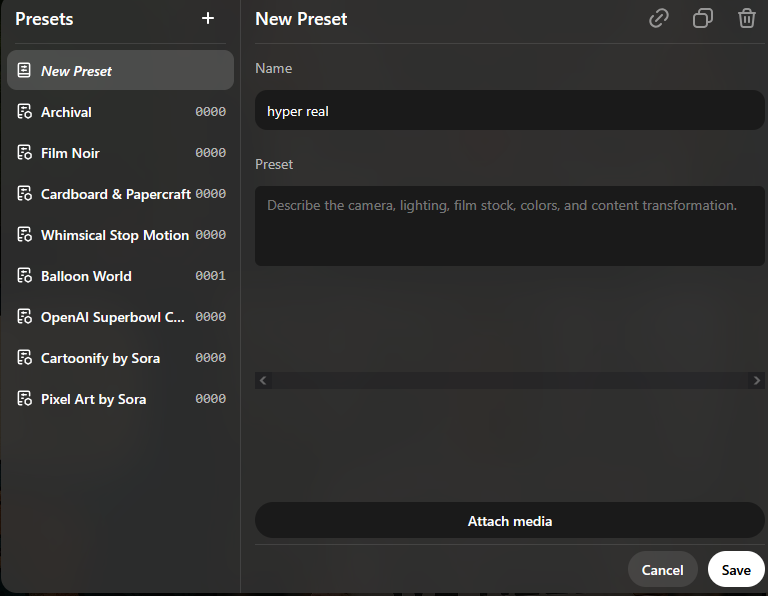 Presets
New Preset
Archival 0000
Film Noir 0000
Cardboard & Papercraft 0000
Whimsical Stop Motion 0000
Balloon World 0001
OpenAI Superbowl C... 0000
Cartoonify by Sora 0000
Pixel Art by Sora 0000
New Preset
Name
hyper real
Preset
Describe the camera, lighting, film stock, colors, and content transformation.
Attach media
Cancel
Save